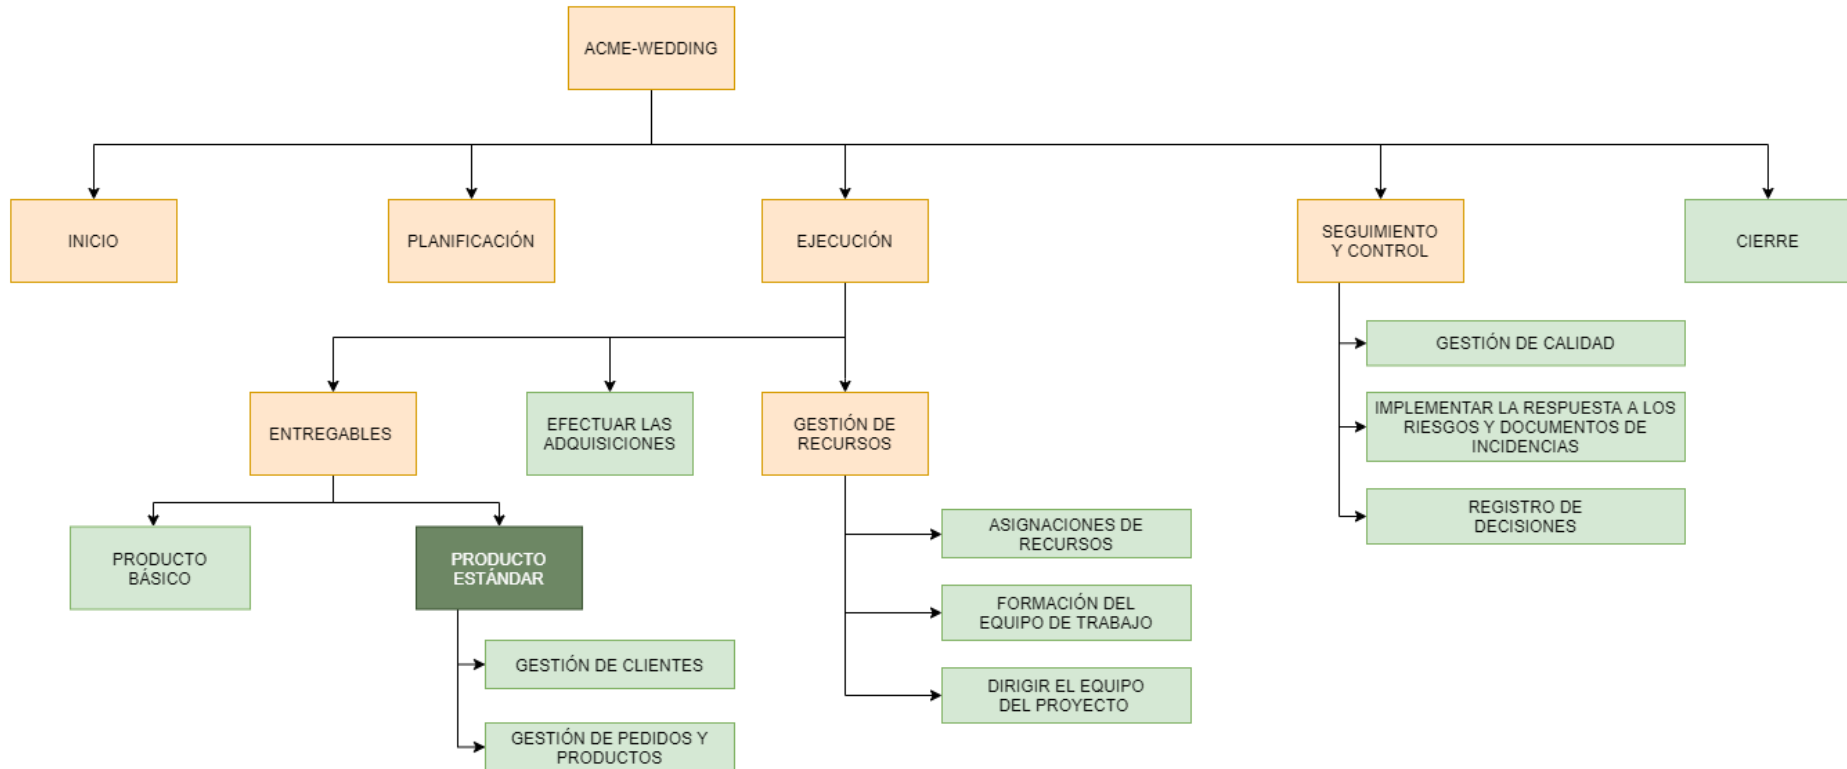 ACME-WEDDING
INICIO
PLANIFICACIÓN
EJECUCIÓN
SEGUIMIENTO
Y CONTROL
CIERRE
ENTREGABLES
EFECTUAR LAS
ADQUISICIONES
GESTIÓN DE
RECURSOS
GESTIÓN DE CALIDAD
IMPLEMENTAR LA RESPUESTA A LOS
RIESGOS Y DOCUMENTOS DE
INCIDENCIAS
REGISTRO DE
DECISIONES
PRODUCTO
BÁSICO
PRODUCTO
ESTÁNDAR
GESTIÓN DE CLIENTES
GESTIÓN DE PEDIDOS Y
PRODUCTOS
ASIGNACIONES DE
RECURSOS
FORMACIÓN DEL
EQUIPO DE TRABAJO
DIRIGIR EL EQUIPO
DEL PROYECTO